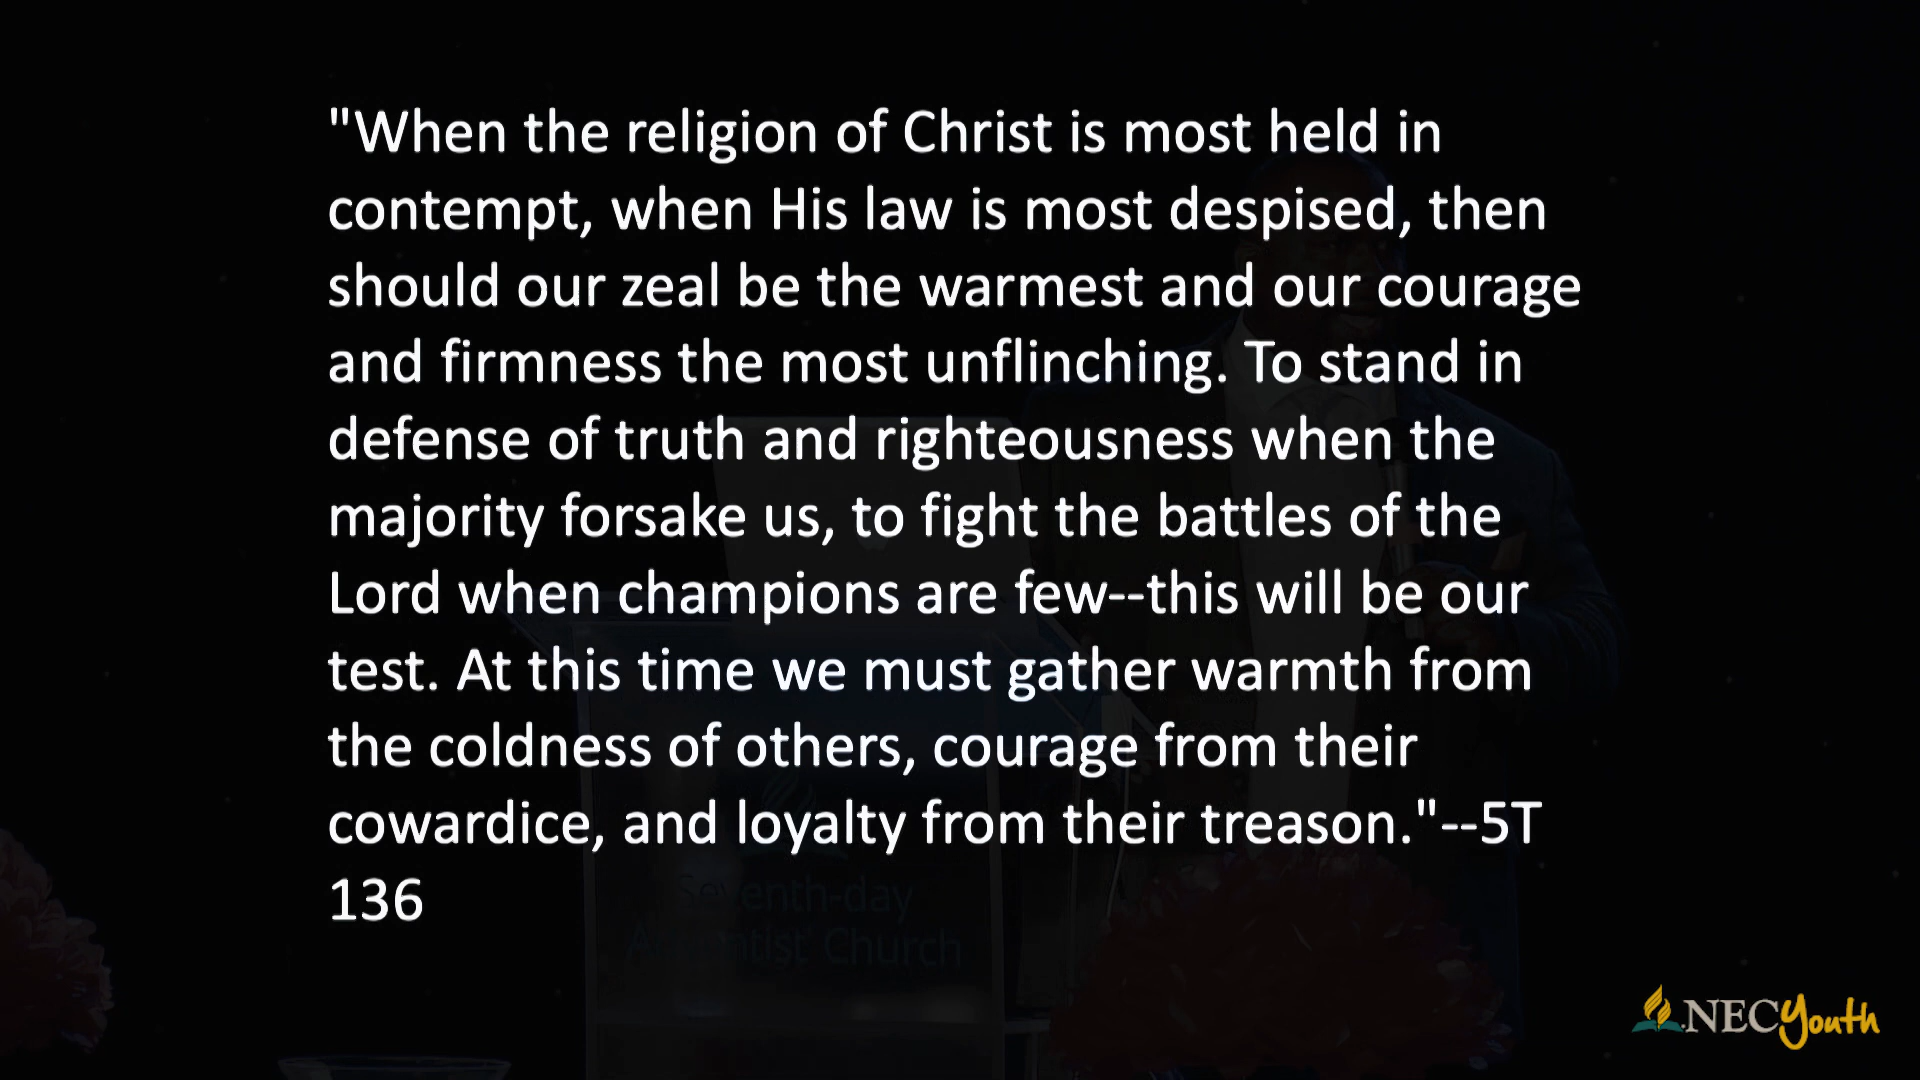 "When the religion of Christ is most held in
contempt, when His law is most despised, then
should our zeal be the warmest and our courage
and firmness the most unflinching. To stand in
defense of truth and righteousness when the
majority forsake us, to fight the battles of the
Lord when champions are few--this will be our
test. At this time we must gather warmth from
the coldness of others, courage from their
cowardice, and loyalty from their treason."--5T
136
Seventh-day
Adventist Church
NECYouth